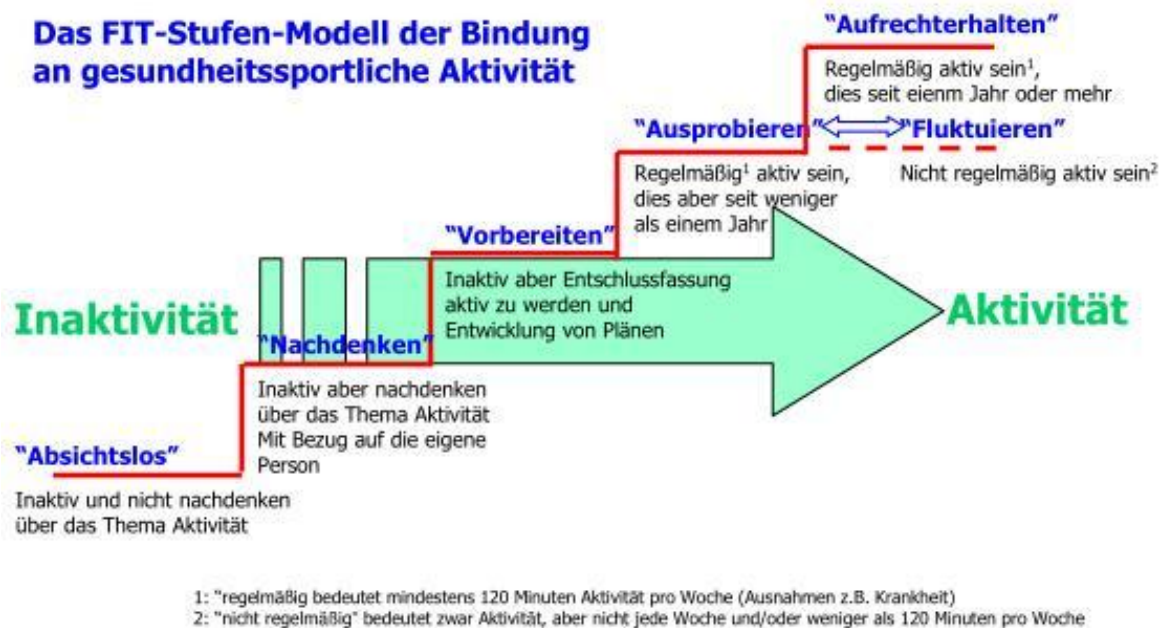 Das FIT-Stufen-Modell der Bindung
an gesundheitssportliche Aktivität
"Aufrechterhalten"
Regelmäßig aktiv sein¹,
dies seit eienm Jahr oder mehr
"Ausprobieren"
"Fluktuieren"
Regelmäßig¹ aktiv sein,
dies aber seit weniger
als einem Jahr
Nicht regelmäßig aktiv sein²
"Vorbereiten"
Inaktiv aber Entschlussfassung
aktiv zu werden und
Entwicklung von Plänen
Inaktivität
Aktivität
"Nachdenken"
Inaktiv aber nachdenken
über das Thema Aktivität
Mit Bezug auf die eigene
Person
"Absichtslos"
Inaktiv und nicht nachdenken
über das Thema Aktivität
1: "regelmäßig bedeutet mindestens 120 Minuten Aktivität pro Woche (Ausnahmen z.B. Krankheit)
2: "nicht regelmäßig" bedeutet zwar Aktivität, aber nicht jede Woche und/oder weniger als 120 Minuten pro Woche